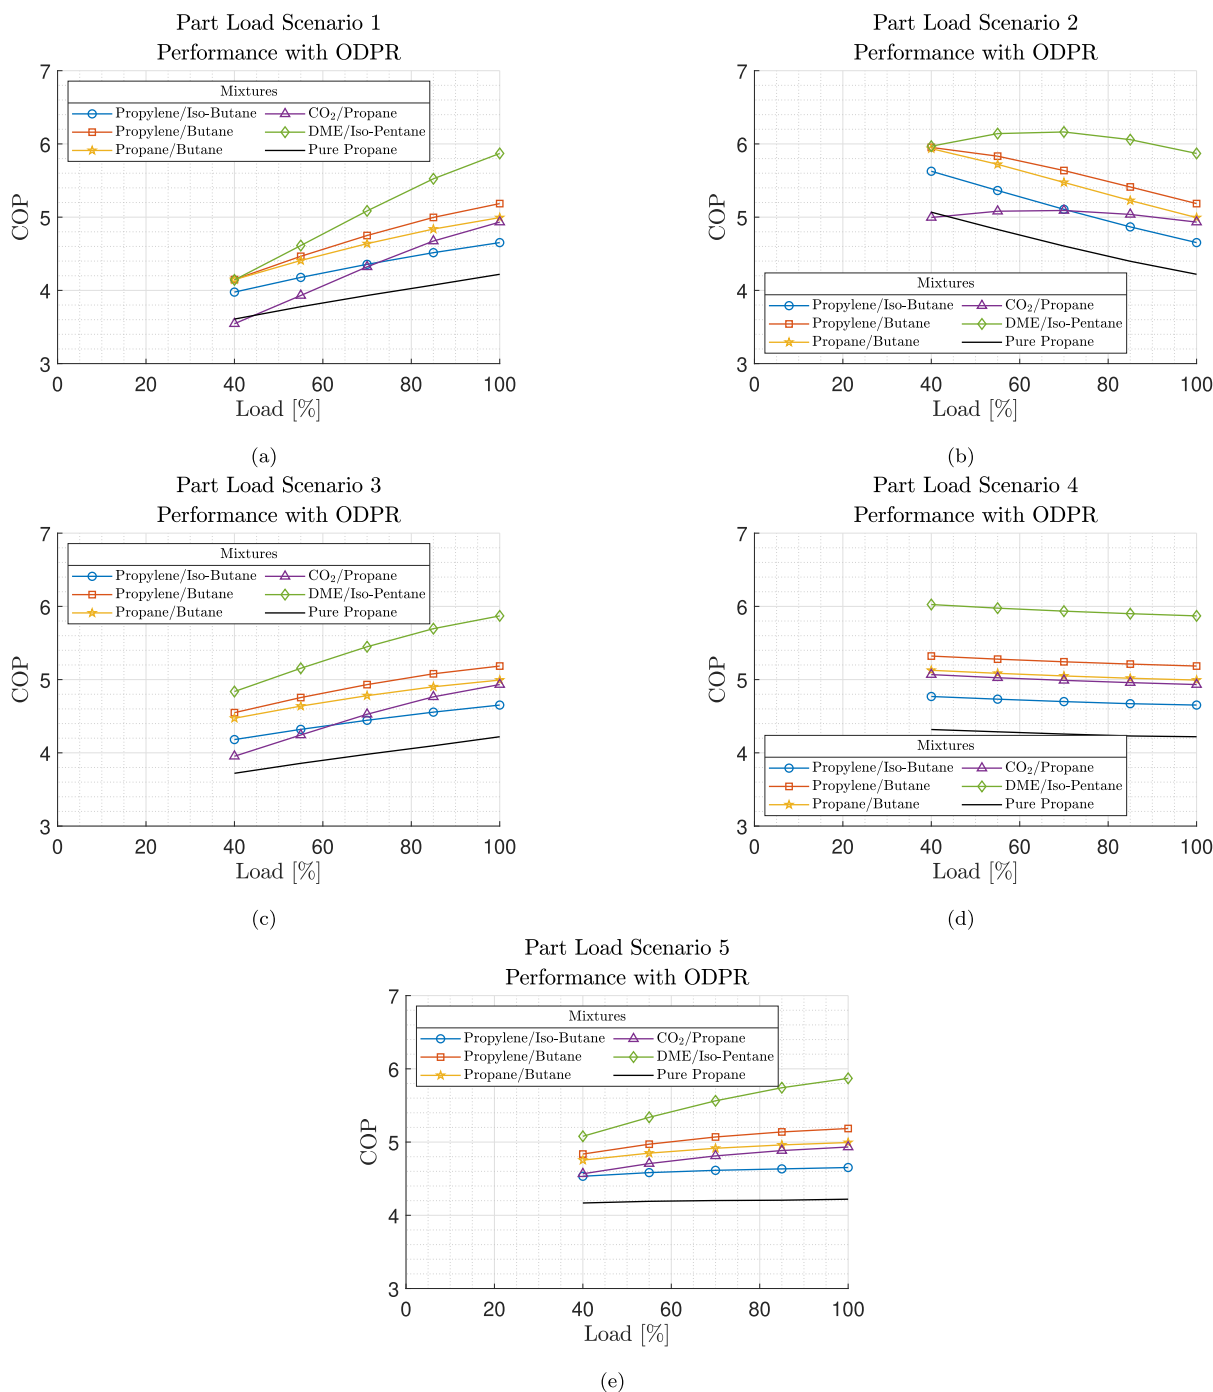 Part Load Scenario 1
Performance with ODPR
Mixtures
Propylene/Iso-Butane
Propylene/Butane
Propane/Butane
CO₂/Propane
DME/Iso-Pentane
Pure Propane
7
6
5
4
3
COP
0 20 40 60 80 100
Load [%]
(a)
Part Load Scenario 2
Performance with ODPR
7
6
5
4
3
COP
Mixtures
Propylene/Iso-Butane
Propylene/Butane
Propane/Butane
CO₂/Propane
DME/Iso-Pentane
Pure Propane
0 20 40 60 80 100
Load [%]
(b)
Part Load Scenario 3
Performance with ODPR
Mixtures
Propylene/Iso-Butane
Propylene/Butane
Propane/Butane
CO₂/Propane
DME/Iso-Pentane
Pure Propane
7
6
5
4
3
COP
0 20 40 60 80 100
Load [%]
(c)
Part Load Scenario 4
Performance with ODPR
7
6
5
4
3
COP
Mixtures
Propylene/Iso-Butane
Propylene/Butane
Propane/Butane
CO₂/Propane
DME/Iso-Pentane
Pure Propane
0 20 40 60 80 100
Load [%]
(d)
Part Load Scenario 5
Performance with ODPR
Mixtures
Propylene/Iso-Butane
Propylene/Butane
Propane/Butane
CO₂/Propane
DME/Iso-Pentane
Pure Propane
7
6
5
4
3
COP
0 20 40 60 80 100
Load [%]
(e)